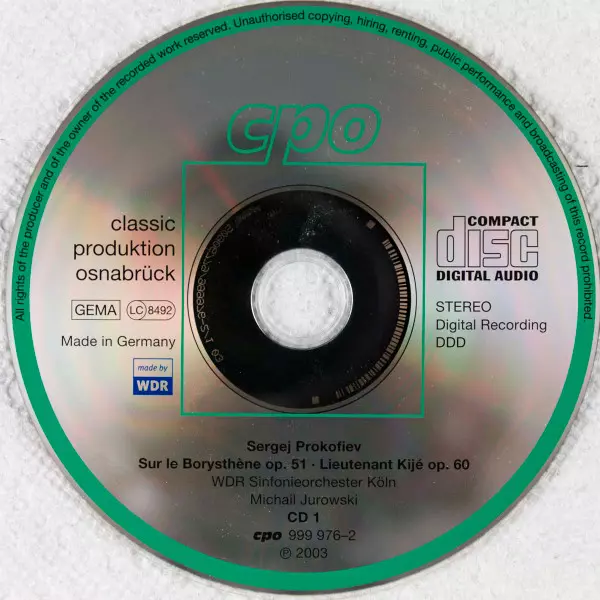 All rights of the producer and of the owner of the recorded work reserved. Unauthorised copying, hiring, renting, public performance and broadcasting of this record prohibited.
cpo
classic
produktion
osnabrück
GEMA LC 8492
Made in Germany
made by
WDR
COMPACT
disc
DIGITAL AUDIO
STEREO
Digital Recording
DDD
Sergej Prokofiev
Sur le Borysthène op. 51 · Lieutenant Kijé op. 60
WDR Sinfonieorchester Köln
Michail Jurowski
CD 1
cpo 999 976–2
℗ 2003